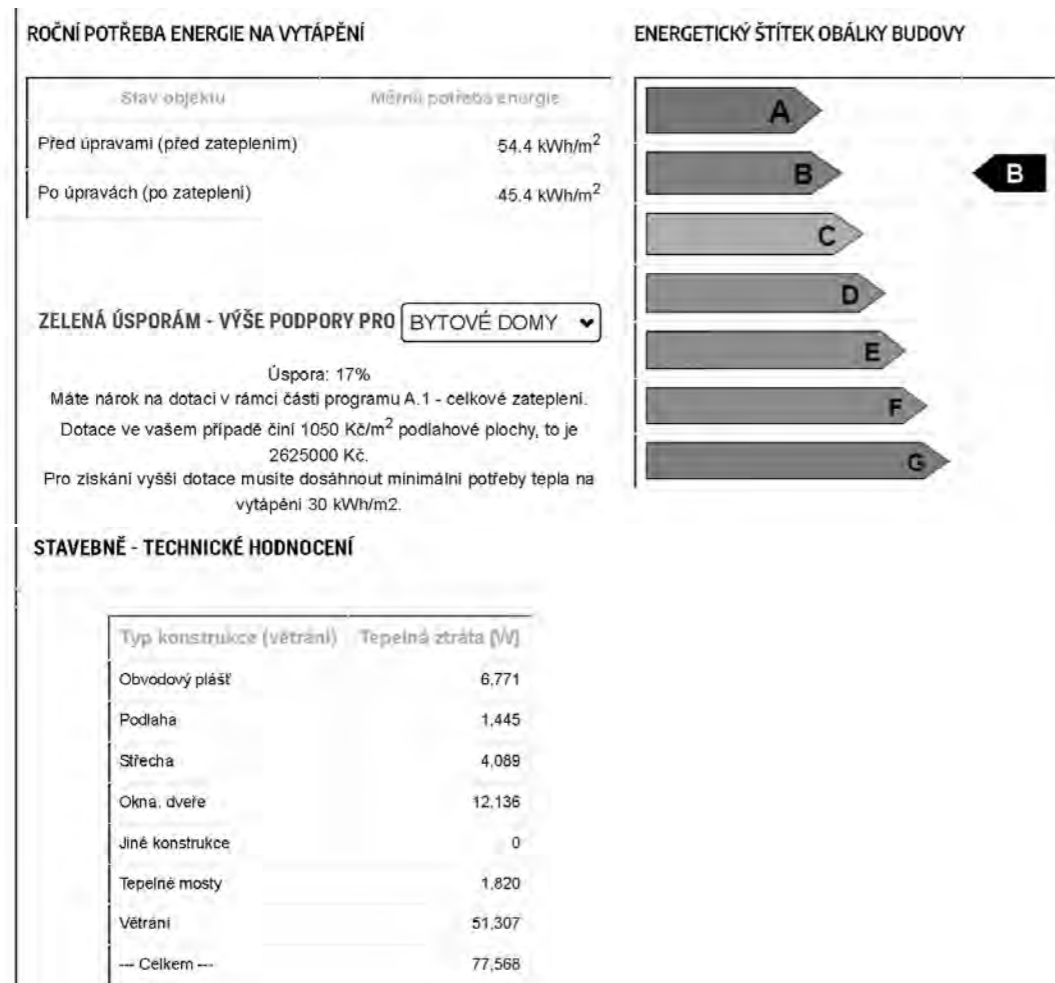 ROČNÍ POTŘEBA ENERGIE NA VYTÁPĚNÍ
Stav objektu Měrná potřeba energie
Před úpravami (před zateplením) 54.4 kWh/m2
Po úpravách (po zateplení) 45.4 kWh/m2
ENERGETICKÝ ŠTÍTEK OBÁLKY BUDOVY
A
B B
C
D
E
F
G
ZELENÁ ÚSPORÁM - VÝŠE PODPORY PRO BYTOVÉ DOMY
Úspora: 17%
Máte nárok na dotaci v rámci části programu A.1 - celkové zateplení.
Dotace ve vašem případě činí 1050 Kč/m2 podlahové plochy, to je
2625000 Kč.
Pro získání vyšší dotace musíte dosáhnout minimální potřeby tepla na
vytápění 30 kWh/m2.
STAVEBNĚ - TECHNICKÉ HODNOCENÍ
Typ konstrukce (větrání) Tepelná ztráta [W]
Obvodový plášť 6,771
Podlaha 1,445
Střecha 4,089
Okna, dveře 12,136
Jiné konstrukce 0
Tepelné mosty 1,820
Větrání 51,307
--- Celkem --- 77,568